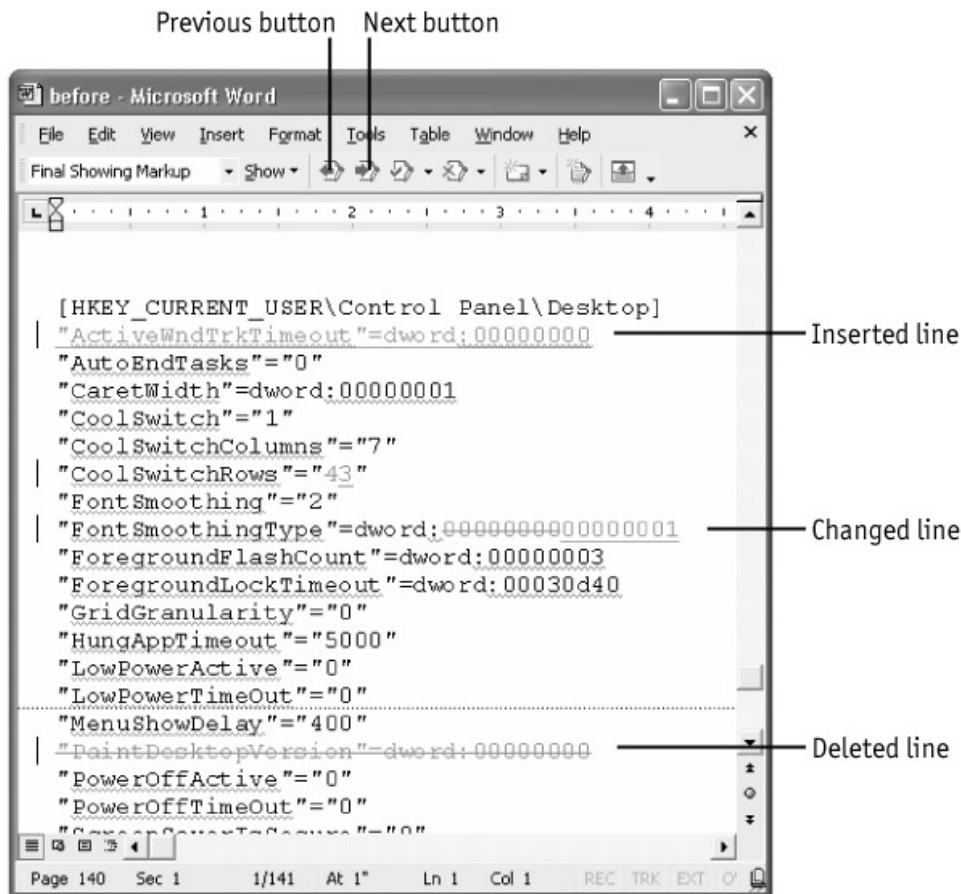 Previous button Next button
before - Microsoft Word
File Edit View Insert Format Tools Table Window Help
Final Showing Markup Show
1 2 3 4
[HKEY_CURRENT_USER\Control Panel\Desktop]
"ActiveWndTrkTimeout"=dword:00000000
Inserted line
"AutoEndTasks"="0"
"CaretWidth"=dword:00000001
"CoolSwitch"="1"
"CoolSwitchColumns"="7"
"CoolSwitchRows"="43"
"FontSmoothing"="2"
"FontSmoothingType"=dword:0000000000000001
Changed line
"ForegroundFlashCount"=dword:00000003
"ForegroundLockTimeout"=dword:00030d40
"GridGranularity"="0"
"HungAppTimeout"="5000"
"LowPowerActive"="0"
"LowPowerTimeOut"="0"
"MenuShowDelay"="400"
"PaintDesktopVersion"=dword:00000000
Deleted line
"PowerOffActive"="0"
"PowerOffTimeOut"="0"
Page 140 Sec 1 1/141 At 1" Ln 1 Col 1 REC TRK EXT